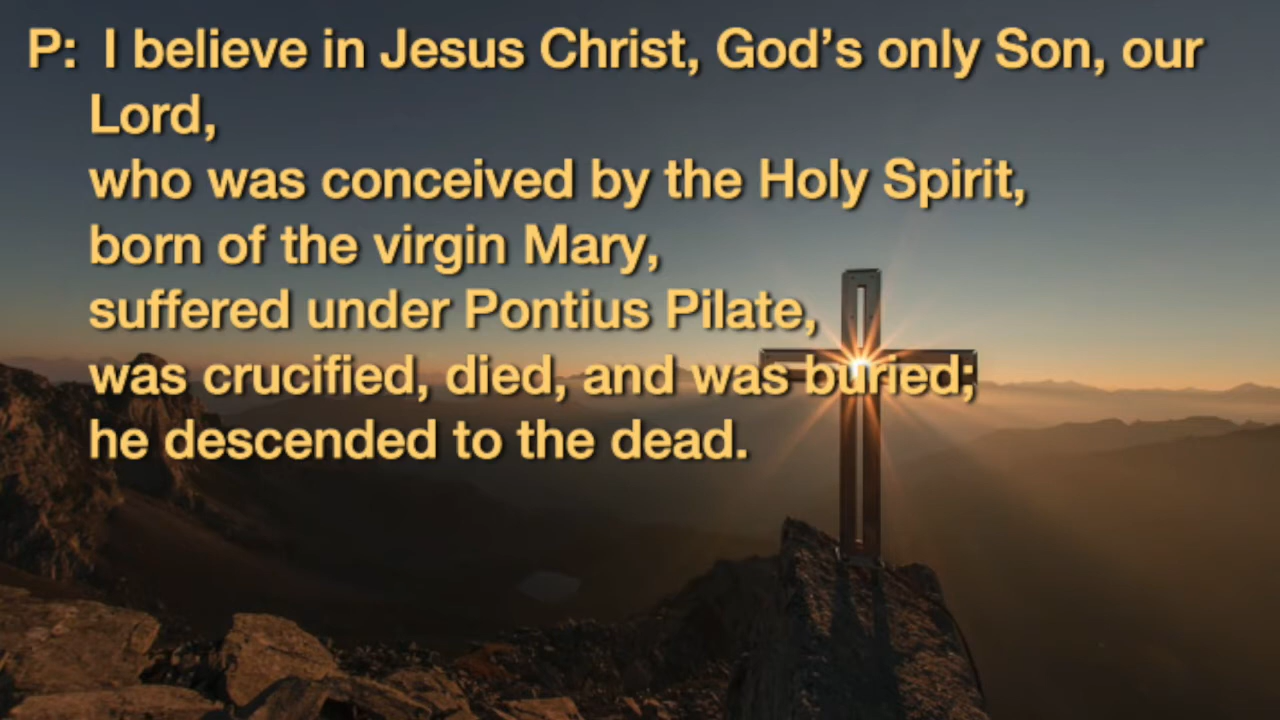 P: I believe in Jesus Christ, God’s only Son, our
Lord,
who was conceived by the Holy Spirit,
born of the virgin Mary,
suffered under Pontius Pilate,
was crucified, died, and was buried;
he descended to the dead.